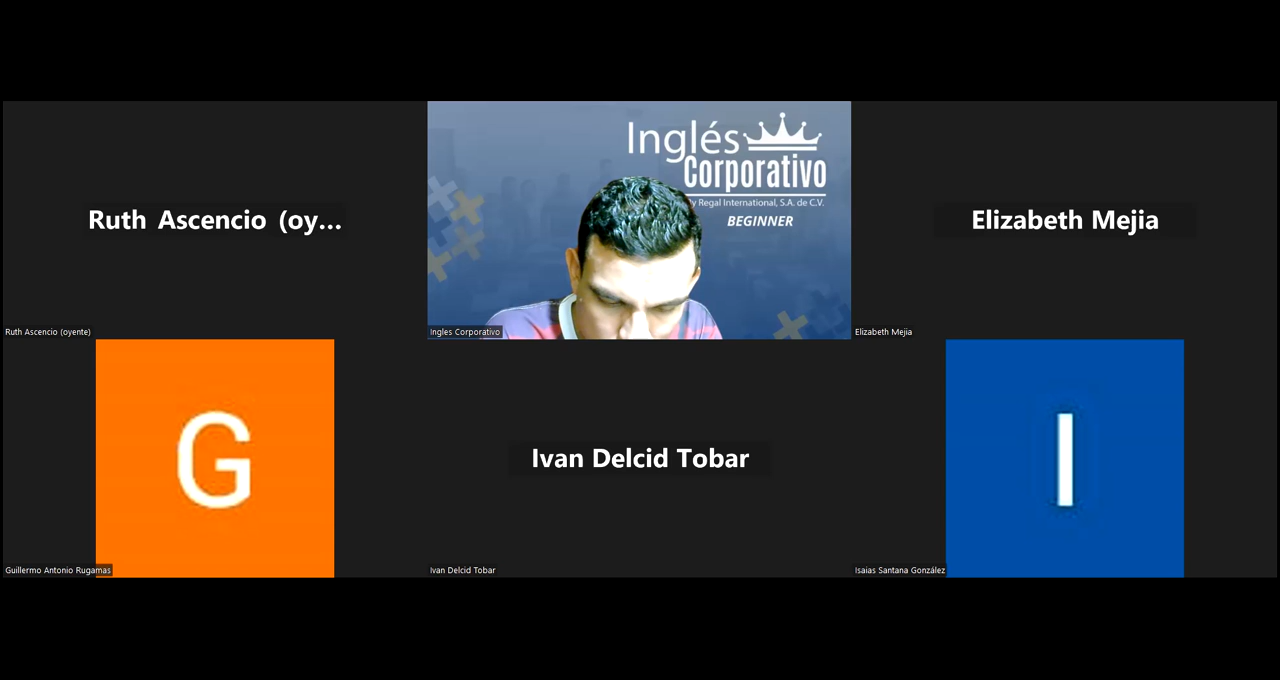 Ruth Ascencio (oy...
Ruth Ascencio (oyente)
Inglés
Corporativo
By Regal International, S.A. de C.V.
BEGINNER
Ingles Corporativo
Elizabeth Mejia
Elizabeth Mejia
G
Guillermo Antonio Rugamas
Ivan Delcid Tobar
Ivan Delcid Tobar
I
Isaias Santana González